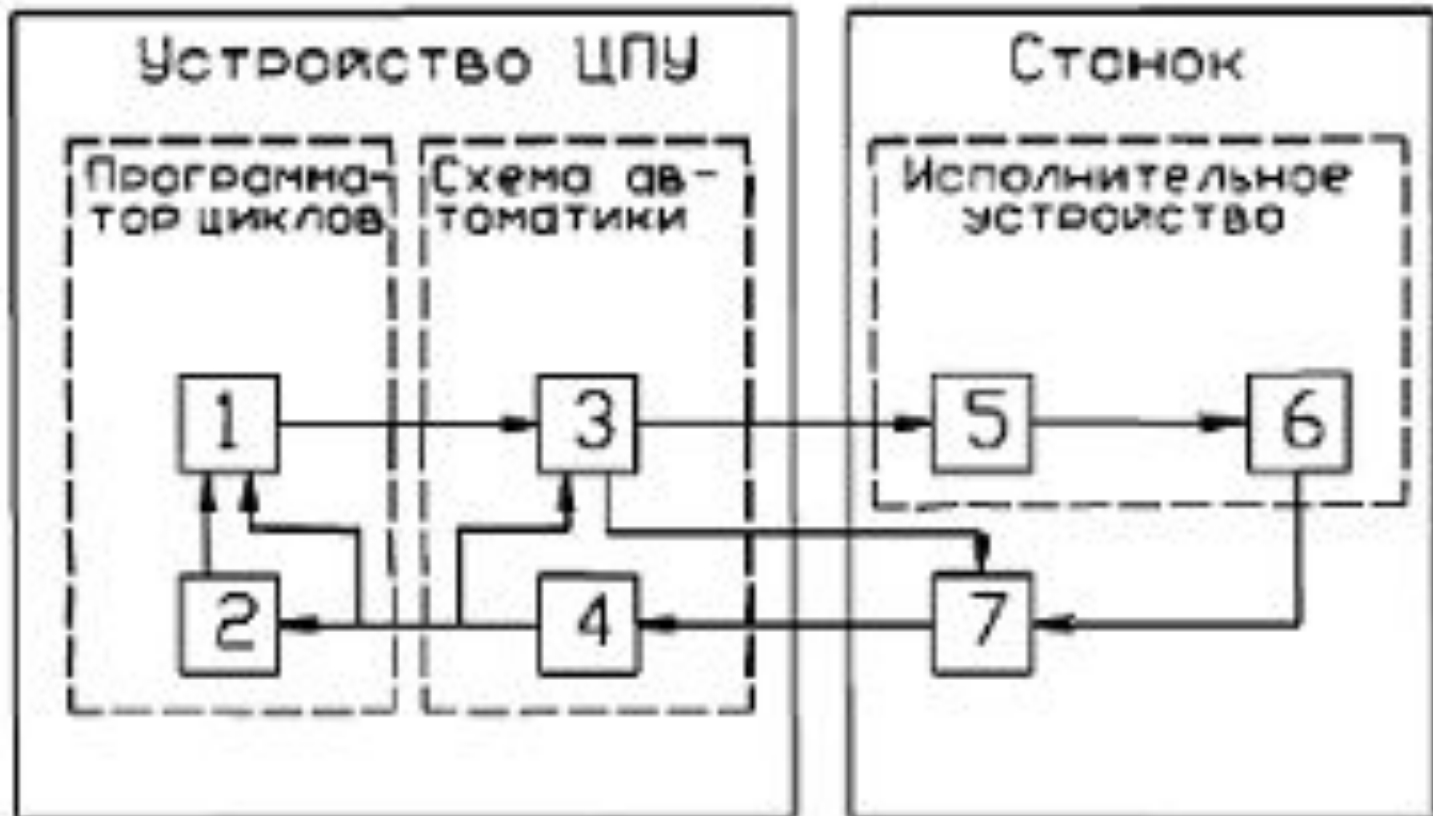 Устройство ЦПУ
Станок
Программа-
тор циклов
Схема ав-
томатики
Исполнительное
устройство
1
3
5
6
2
4
7